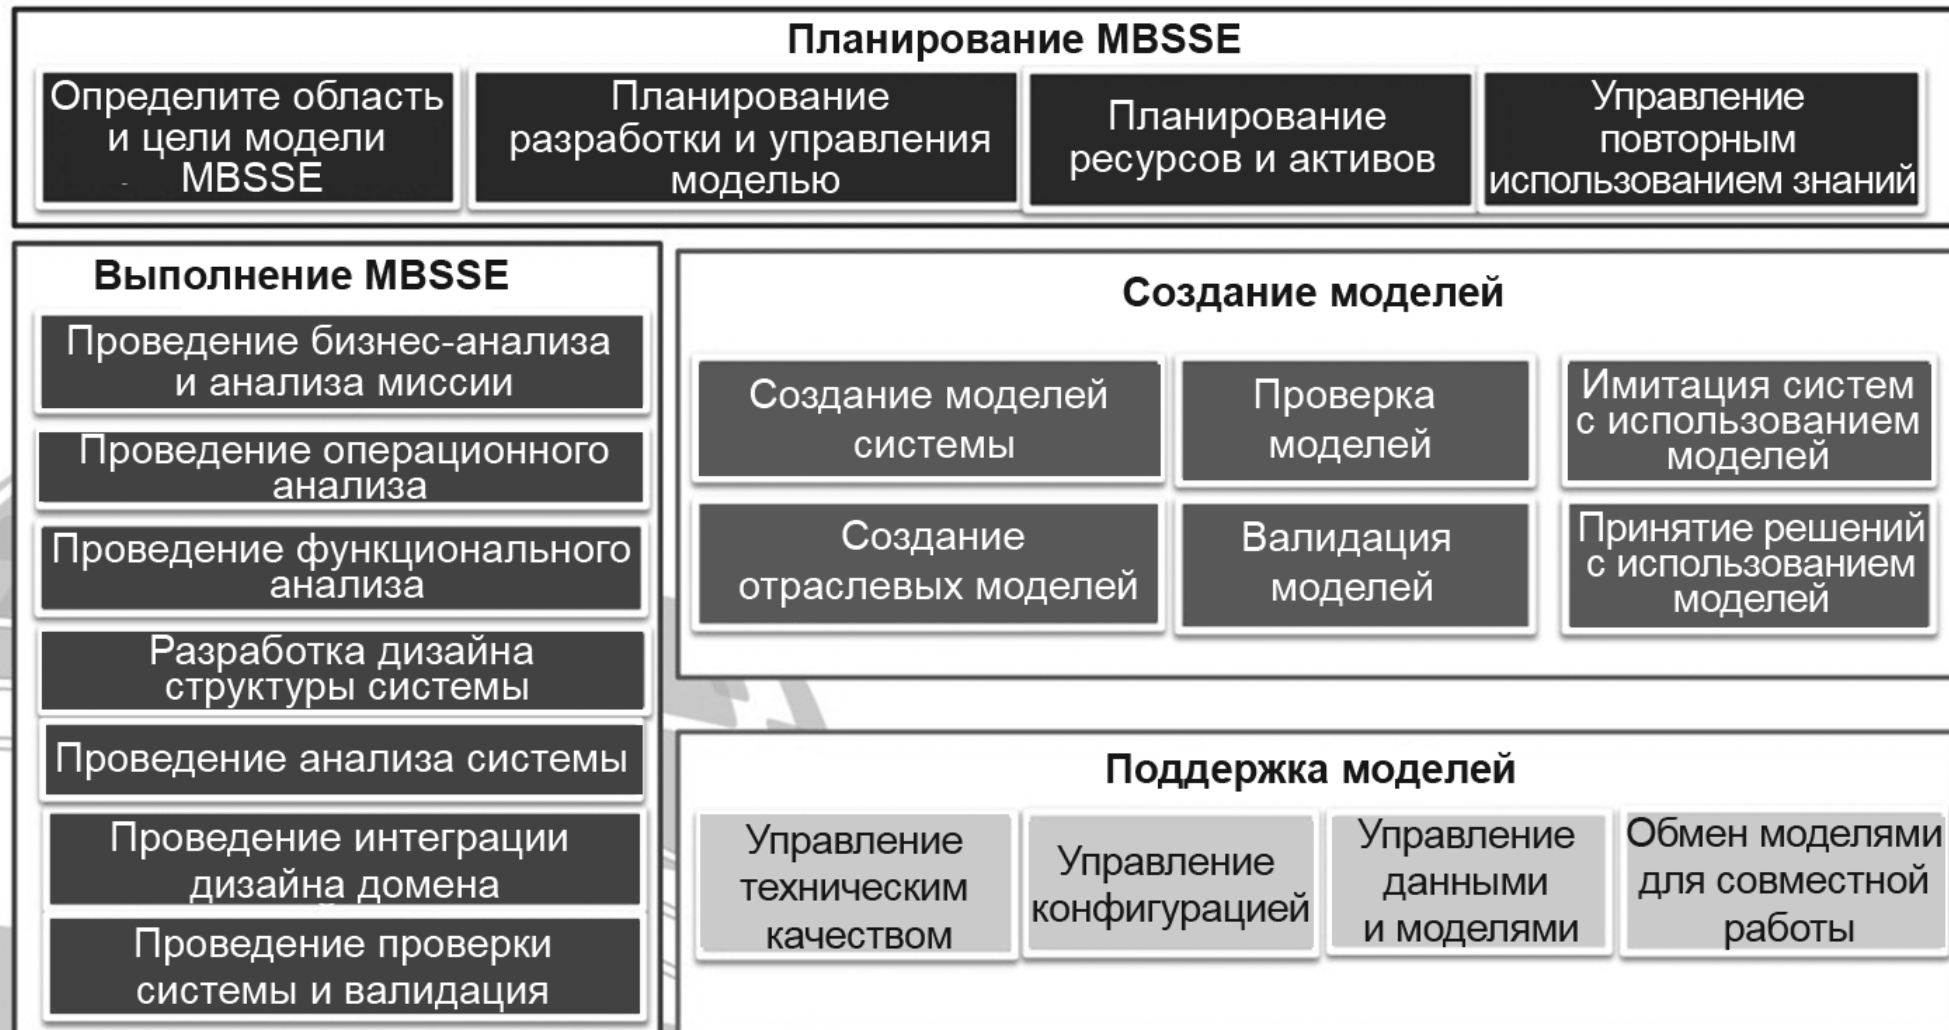 Планирование MBSSE
Определите область
и цели модели
MBSSE
Планирование
разработки и управления
моделью
Планирование
ресурсов и активов
Управление
повторным
использованием знаний
Выполнение MBSSE
Проведение бизнес-анализа
и анализа миссии
Проведение операционного
анализа
Проведение функционального
анализа
Разработка дизайна
структуры системы
Проведение анализа системы
Проведение интеграции
дизайна домена
Проведение проверки
системы и валидация
Создание моделей
Создание моделей
системы
Проверка
моделей
Имитация систем
с использованием
моделей
Создание
отраслевых моделей
Валидация
моделей
Принятие решений
с использованием
моделей
Поддержка моделей
Управление
техническим
качеством
Управление
конфигурацией
Управление
данными
и моделями
Обмен моделями
для совместной
работы